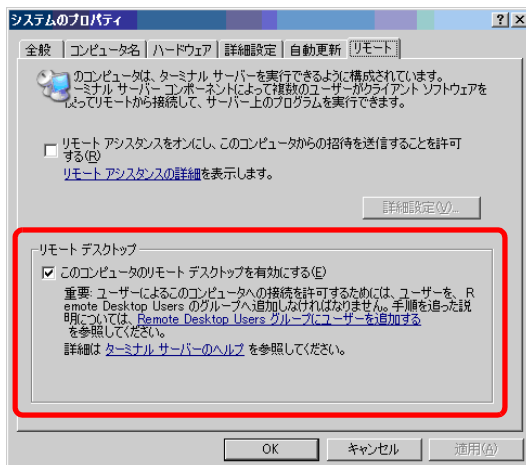 システムのプロパティ
全般 コンピュータ名 ハードウェア 詳細設定 自動更新 リモート
のコンピュータは、ターミナル サーバーを実行できるように構成されています。
ーミナル サーバー コンポーネントによって複数のユーザーがクライアント ソフトウェアを
よってリモートから接続して、サーバー上のプログラムを実行できます。
リモート アシスタンスをオンにし、このコンピュータからの招待を送信することを許可
する(R)
リモート アシスタンスの詳細を表示します。
詳細設定(V)...
リモート デスクトップ
このコンピュータのリモート デスクトップを有効にする(E)
重要: ユーザーによるこのコンピュータへの接続を許可するためには、ユーザーを、R
emote Desktop Users のグループへ追加しなければはなりません。手順を追った説
明については、Remote Desktop Users グループにユーザーを追加する
を参照してください。
詳細は ターミナル サーバーのヘルプ を参照してください。
OK キャンセル 適用(A)